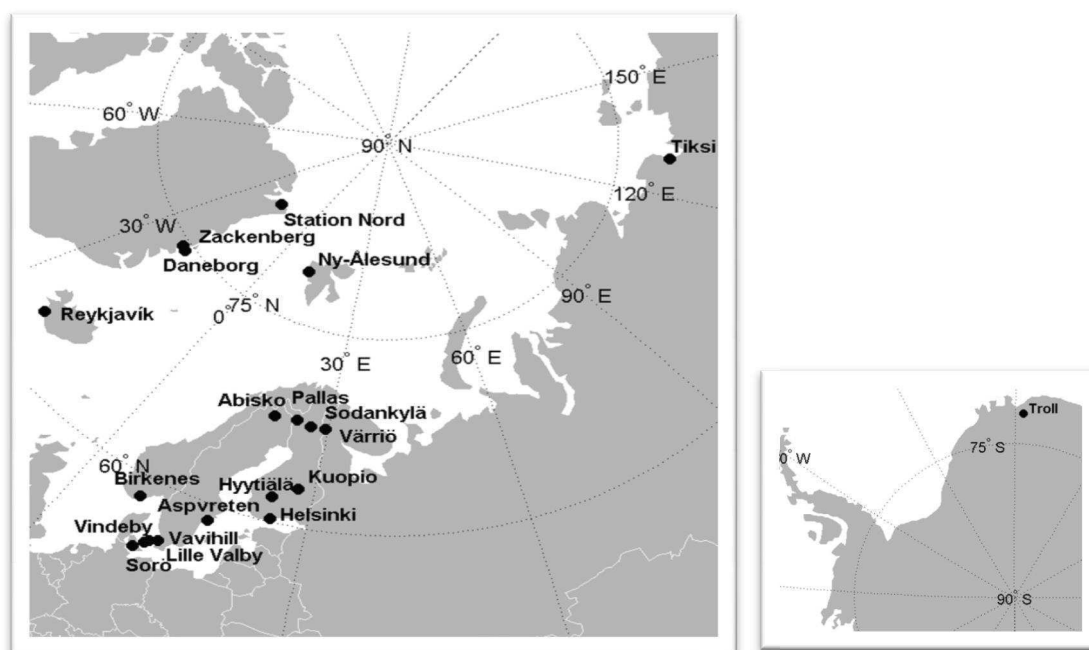 150° E
60° W
90° N
Tiksi
120° E
Station Nord
30° W
Zackenberg
Daneborg
Ny-Ålesund
90° E
75° N
0°
Reykjavík
30° E
60° E
Abisko
Pallas
Sodankylä
Värriö
60° N
Birkenes
Hyytiälä
Kuopio
Aspvreten
Helsinki
Vindeby
Vavihill
Lille Valby
Sorö
Troll
75° S
0° W
90° S